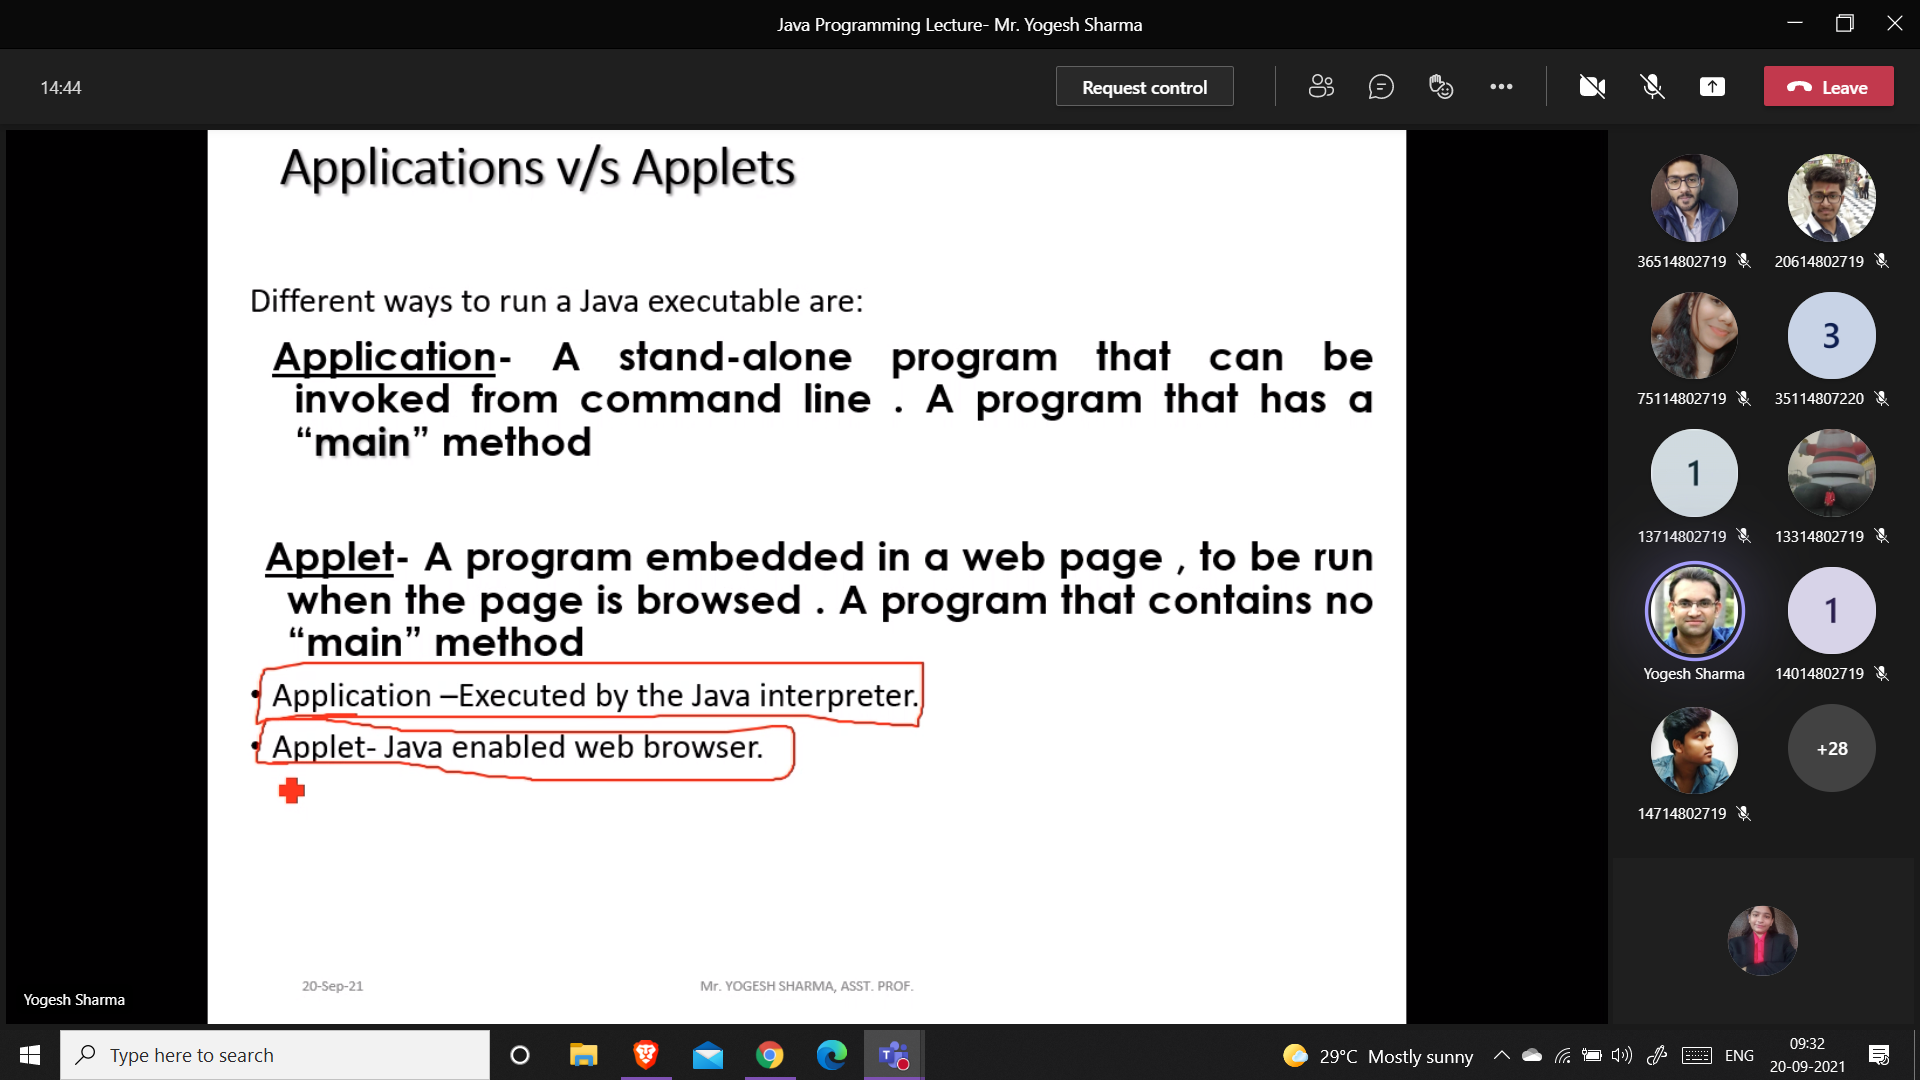 Java Programming Lecture- Mr. Yogesh Sharma
14:44
Request control
Leave
Applications v/s Applets
Different ways to run a Java executable are:
Application- A stand-alone program that can be
invoked from command line . A program that has a
“main” method
Applet- A program embedded in a web page , to be run
when the page is browsed . A program that contains no
“main” method
• Application –Executed by the Java interpreter.
• Applet- Java enabled web browser.
20-Sep-21
Mr. YOGESH SHARMA, ASST. PROF.
Yogesh Sharma
36514802719
20614802719
3
75114802719
35114807220
1
13714802719
13314802719
1
Yogesh Sharma
14014802719
+28
14714802719
Type here to search
T
29°C Mostly sunny
ENG
09:32
20-09-2021